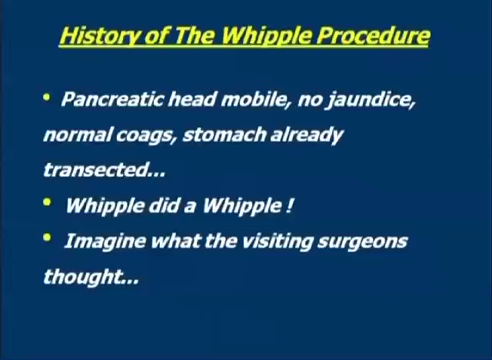 History of The Whipple Procedure
• Pancreatic head mobile, no jaundice,
normal coags, stomach already
transected...
• Whipple did a Whipple !
• Imagine what the visiting surgeons
thought...